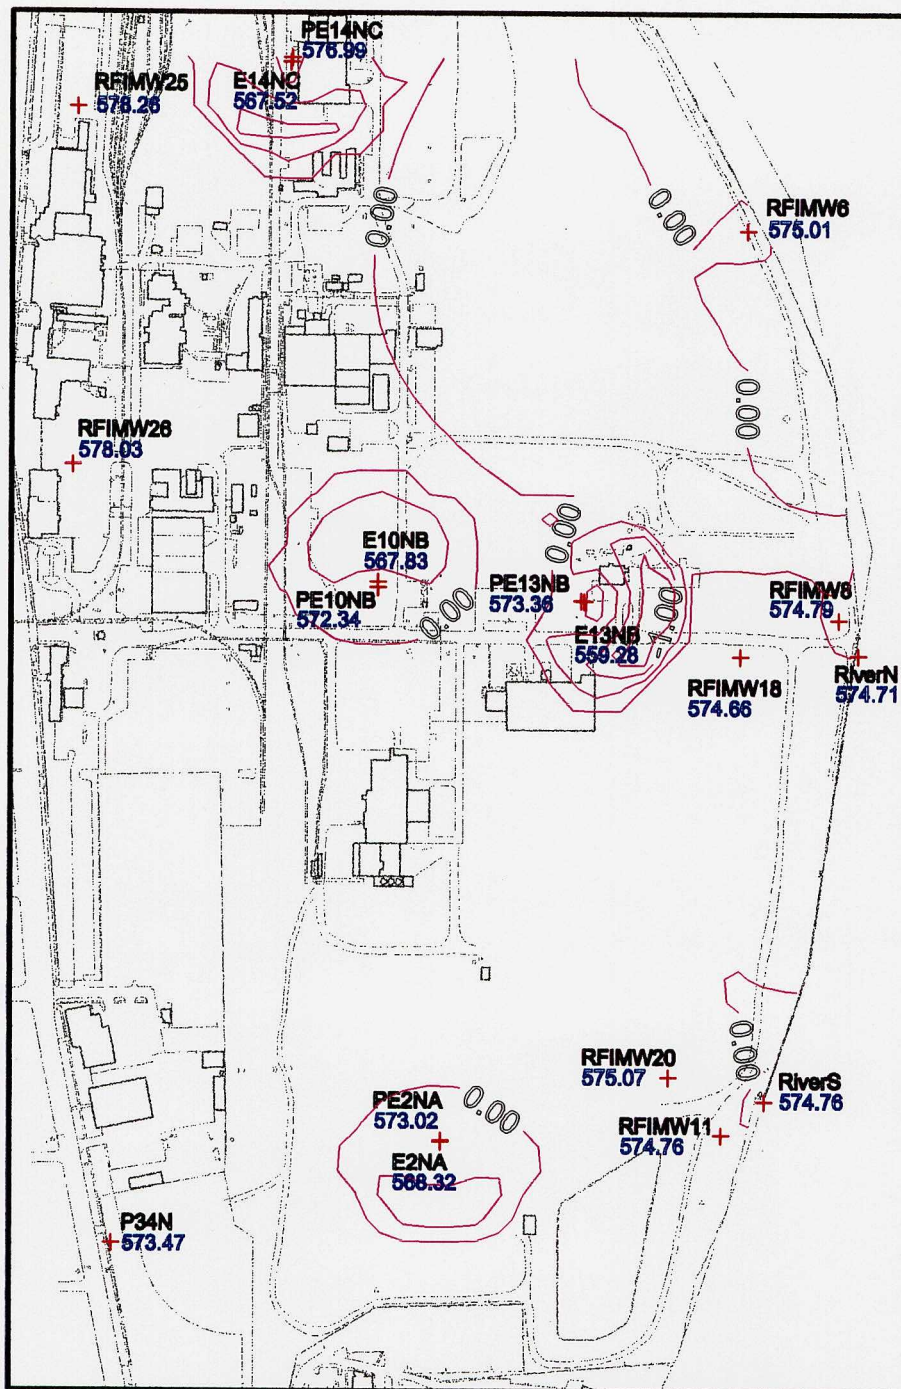 PE14NC
576.99
RFIMW25
578.26
E14NC
567.52
0.00
0.00
RFIMW6
575.01
0.00
RFIMW26
578.03
E10NB
567.83
0.00
PE10NB
572.34
0.00
PE13NB
573.36
E13NB
559.28
-1.00
RFIMW8
574.79
RFIMW18
574.66
RiverN
574.71
0.00
RFIMW20
575.07
RiverS
574.76
RFIMW11
574.76
PE2NA
573.02
0.00
E2NA
568.32
P34N
573.47